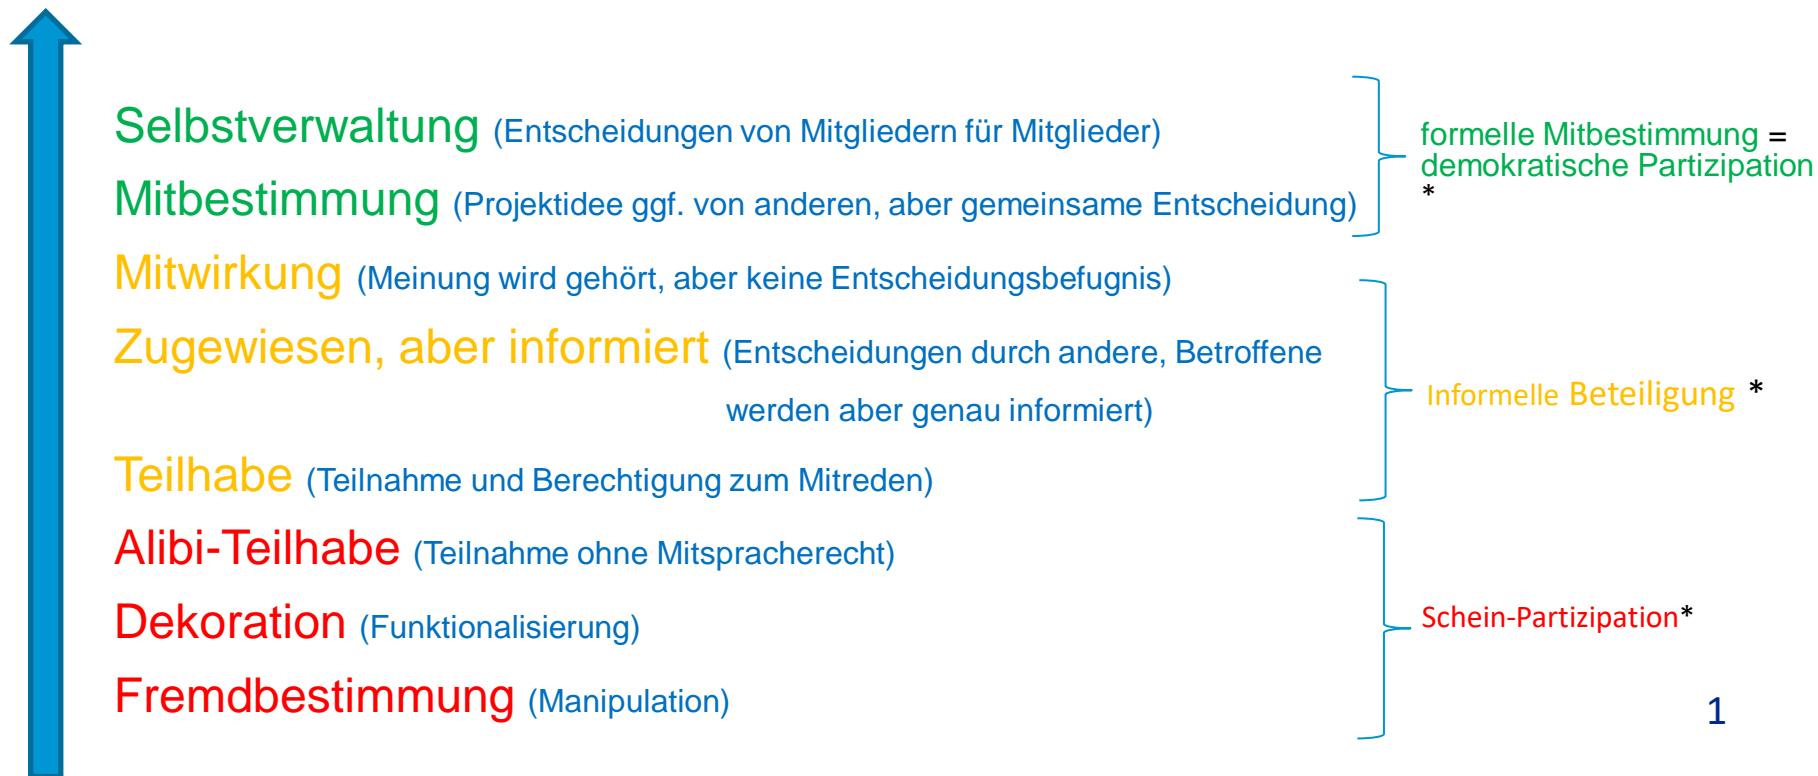 Selbstverwaltung (Entscheidungen von Mitgliedern für Mitglieder)
Mitbestimmung (Projektidee ggf. von anderen, aber gemeinsame Entscheidung)
formelle Mitbestimmung =
demokratische Partizipation
*
Mitwirkung (Meinung wird gehört, aber keine Entscheidungsbefugnis)
Zugewiesen, aber informiert (Entscheidungen durch andere, Betroffene
werden aber genau informiert)
Teilhabe (Teilnahme und Berechtigung zum Mitreden)
Informelle Beteiligung *
Alibi-Teilhabe (Teilnahme ohne Mitspracherecht)
Dekoration (Funktionalisierung)
Fremdbestimmung (Manipulation)
Schein-Partizipation*
1